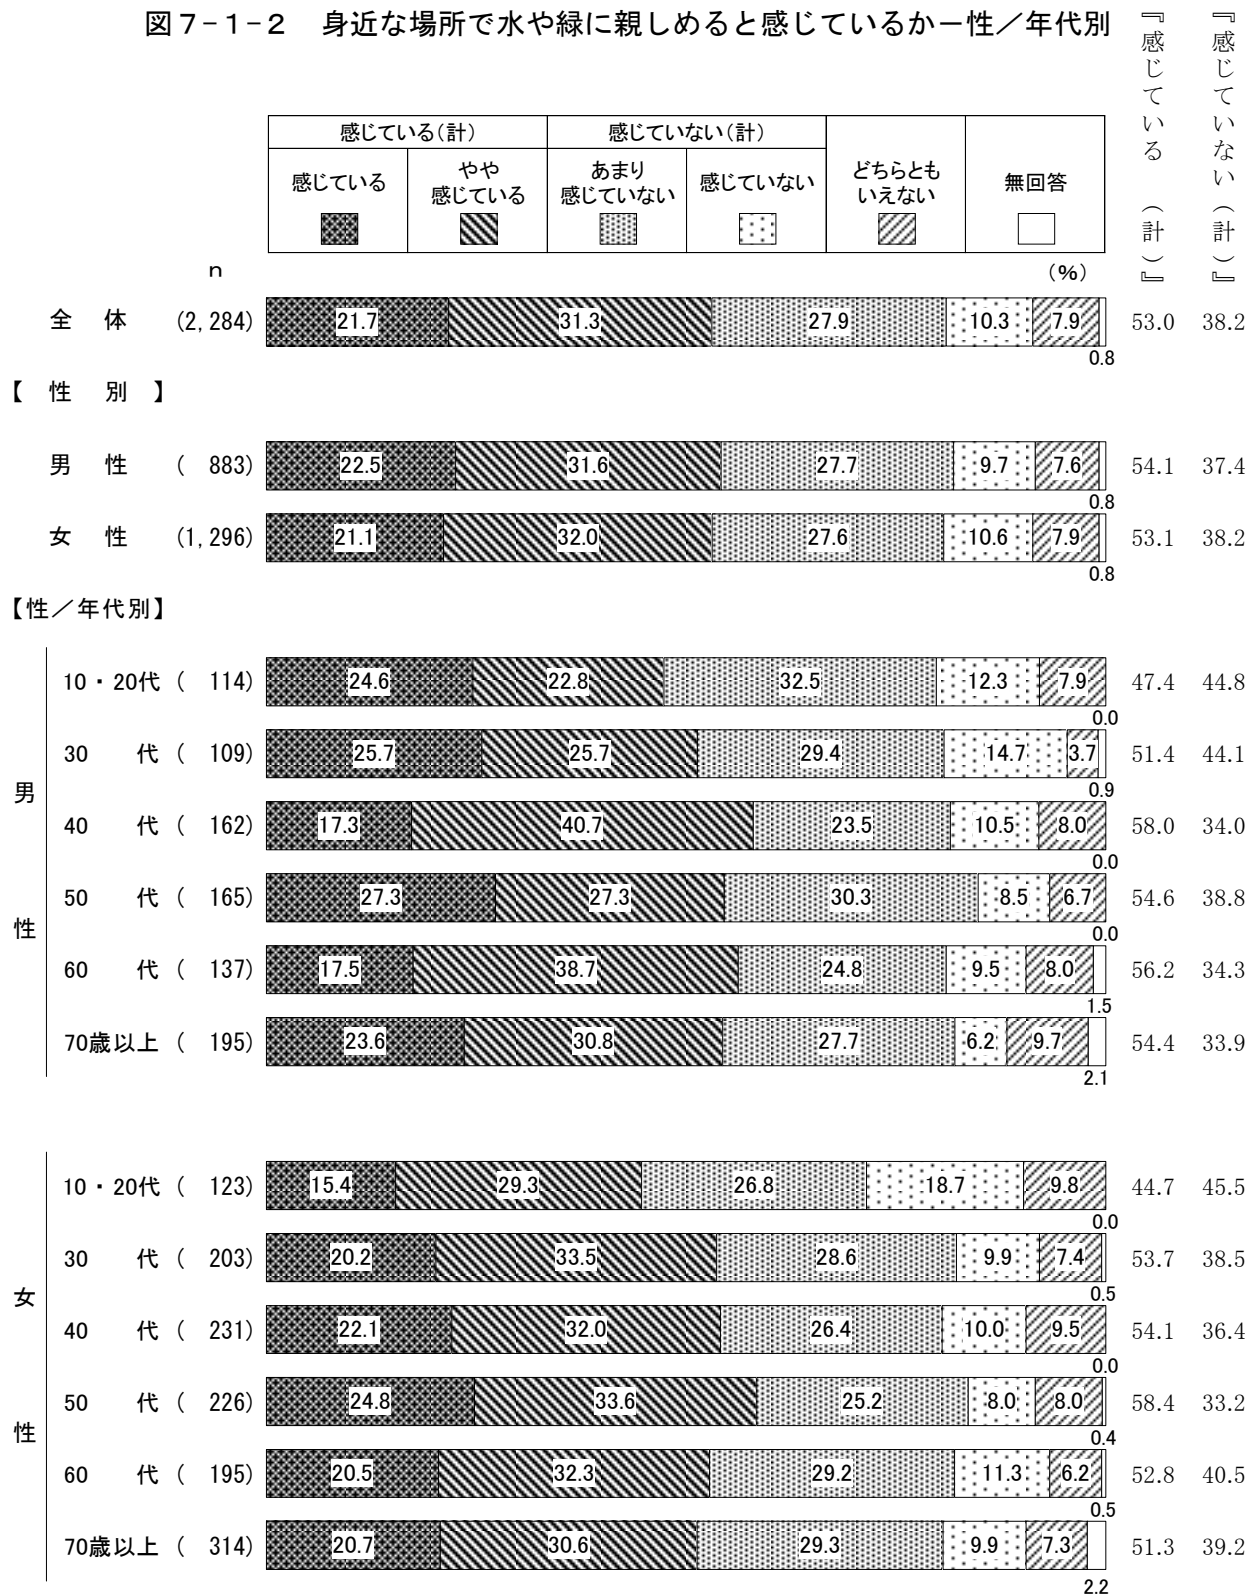 図7-1-2　身近な場所で水や緑に親しめると感じているか－性／年代別
『感じている（計）』
『感じていない（計）』
感じている（計）　感じていない（計）
感じている　やや感じている　あまり感じていない　感じていない　どちらともいえない　無回答
n　（％）
全体　(2,284)　21.7　31.3　27.9　10.3　7.9　0.8　53.0　38.2
【 性 別 】
男性　( 883)　22.5　31.6　27.7　9.7　7.6　0.8　54.1　37.4
女性　(1,296)　21.1　32.0　27.6　10.6　7.9　0.8　53.1　38.2
【性／年代別】
男性
10・20代　( 114)　24.6　22.8　32.5　12.3　7.9　0.0　47.4　44.8
30代　( 109)　25.7　25.7　29.4　14.7　3.7　0.9　51.4　44.1
40代　( 162)　17.3　40.7　23.5　10.5　8.0　0.0　58.0　34.0
50代　( 165)　27.3　27.3　30.3　8.5　6.7　0.0　54.6　38.8
60代　( 137)　17.5　38.7　24.8　9.5　8.0　1.5　56.2　34.3
70歳以上　( 195)　23.6　30.8　27.7　6.2　9.7　2.1　54.4　33.9
女性
10・20代　( 123)　15.4　29.3　26.8　18.7　9.8　0.0　44.7　45.5
30代　( 203)　20.2　33.5　28.6　9.9　7.4　0.5　53.7　38.5
40代　( 231)　22.1　32.0　26.4　10.0　9.5　0.0　54.1　36.4
50代　( 226)　24.8　33.6　25.2　8.0　8.0　0.4　58.4　33.2
60代　( 195)　20.5　32.3　29.2　11.3　6.2　0.5　52.8　40.5
70歳以上　( 314)　20.7　30.6　29.3　9.9　7.3　2.2　51.3　39.2